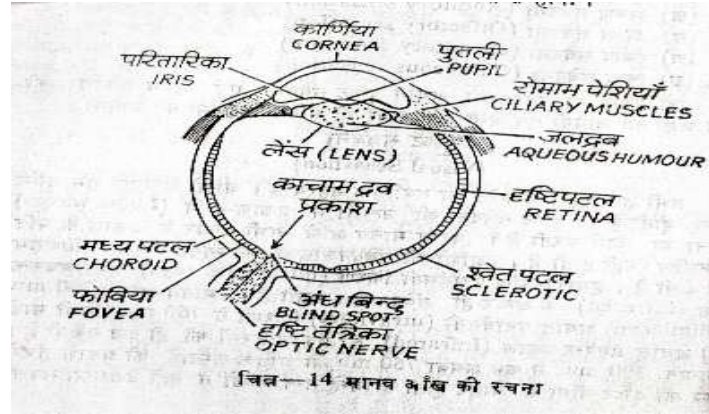 कार्णिया
CORNEA
परितारिका
IRIS
पुतली
PUPIL
रोमाम पेशियाँ
CILIARY MUSCLES
लेंस (LENS)
जलद्रव
AQUEOUS HUMOUR
काचाम द्रव
प्रकाश
दृष्टिपटल
RETINA
मध्य पटल
CHOROID
श्वेत पटल
SCLEROTIC
फोविया
FOVEA
अंध बिन्दु
BLIND SPOT
दृष्टि तंत्रिका
OPTIC NERVE
चित्र—14 मानव आँख की रचना